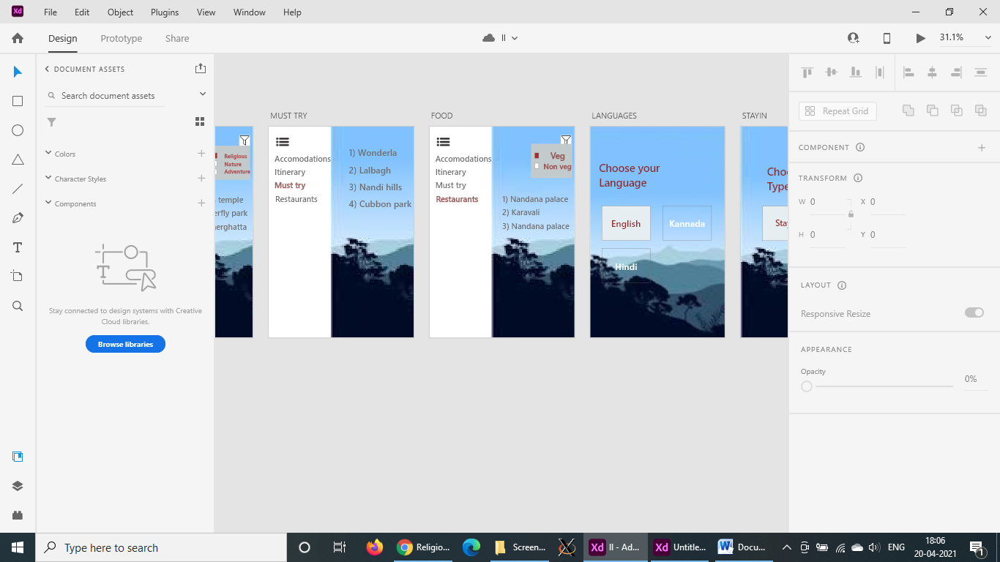 Xd File Edit Object Plugins View Window Help
Design Prototype Share II 31.1%
DOCUMENT ASSETS
Search document assets
Colors
Character Styles
Components
T
Stay connected to design systems with Creative
Cloud libraries.
Browse libraries
Religious
Nature
Adventure
temple
park
MUST TRY
Accomodations
Itinerary
Must try
Restaurants
1) Wonderla
2) Lalbagh
3) Nandi hills
4) Cubbon park
FOOD
Accomodations
Itinerary
Must try
Restaurants
Veg
Non veg
1) Nandana palace
2) Karavali
3) Nandana palace
LANGUAGES
Choose your
Language
English
Kannada
Hindi
STAYIN
Choo
Type
Stay
Repeat Grid
COMPONENT
TRANSFORM
W 0 X 0
H 0 Y 0
LAYOUT
Responsive Resize
APPEARANCE
Opacity
0%
Type here to search
Religio...
Screen...
Xd II - Ad...
Xd Untitle...
Docu...
ENG
18:06
20-04-2021
1